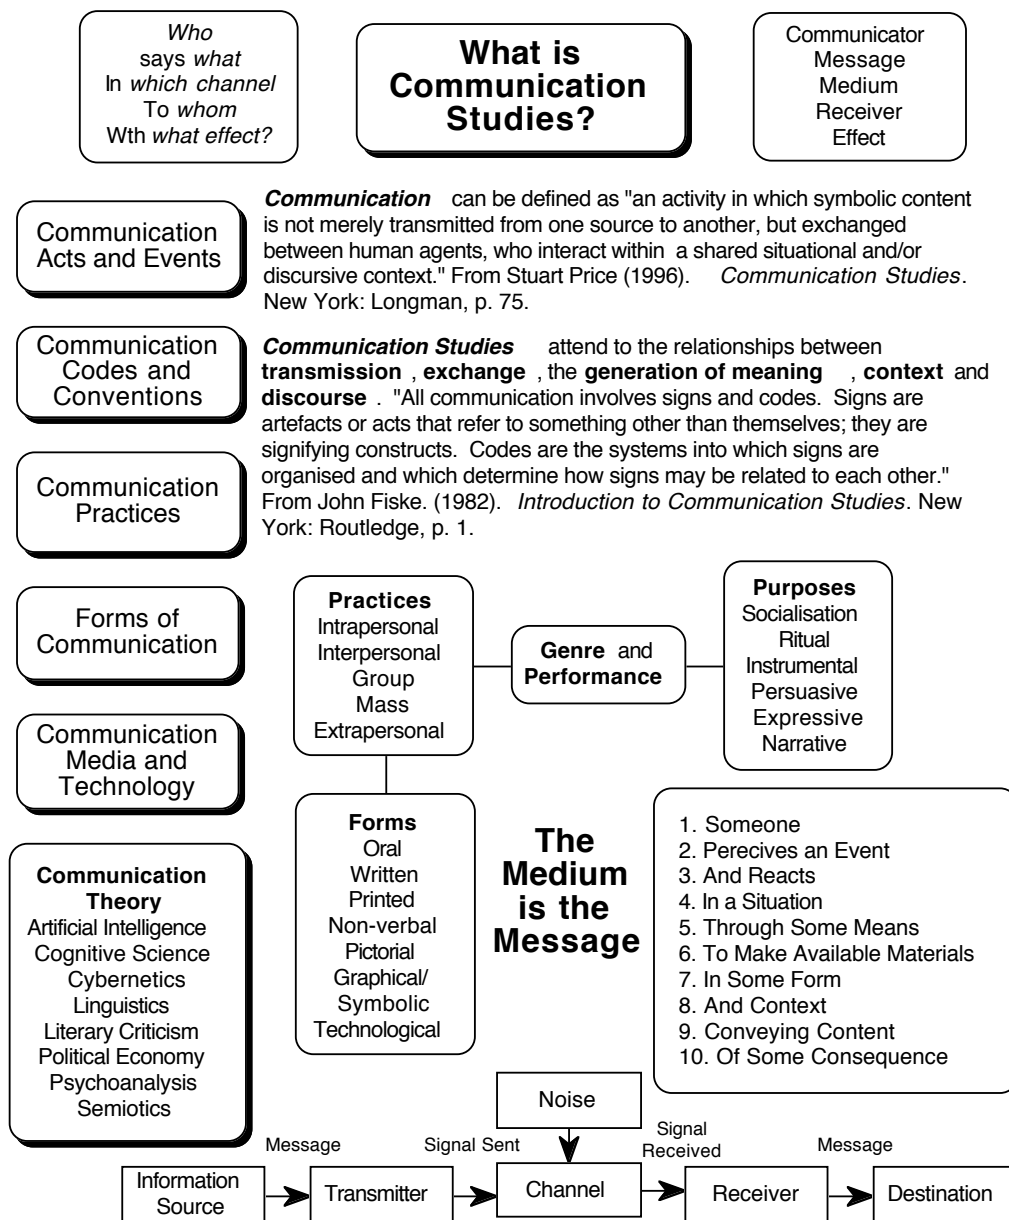 Who
says what
In which channel
To whom
Wth what effect?
What is
Communication
Studies?
Communicator
Message
Medium
Receiver
Effect
Communication
Acts and Events
Communication can be defined as "an activity in which symbolic content
is not merely transmitted from one source to another, but exchanged
between human agents, who interact within a shared situational and/or
discursive context." From Stuart Price (1996). Communication Studies.
New York: Longman, p. 75.
Communication
Codes and
Conventions
Communication Studies attend to the relationships between
transmission , exchange , the generation of meaning , context and
discourse . "All communication involves signs and codes. Signs are
artefacts or acts that refer to something other than themselves; they are
signifying constructs. Codes are the systems into which signs are
organised and which determine how signs may be related to each other."
From John Fiske. (1982). Introduction to Communication Studies. New
York: Routledge, p. 1.
Communication
Practices
Forms of
Communication
Communication
Media and
Technology
Communication
Theory
Artificial Intelligence
Cognitive Science
Cybernetics
Linguistics
Literary Criticism
Political Economy
Psychoanalysis
Semiotics
Practices
Intrapersonal
Interpersonal
Group
Mass
Extrapersonal
Genre and
Performance
Purposes
Socialisation
Ritual
Instrumental
Persuasive
Expressive
Narrative
Forms
Oral
Written
Printed
Non-verbal
Pictorial
Graphical/
Symbolic
Technological
The
Medium
is the
Message
1. Someone
2. Perecives an Event
3. And Reacts
4. In a Situation
5. Through Some Means
6. To Make Available Materials
7. In Some Form
8. And Context
9. Conveying Content
10. Of Some Consequence
Noise
Message
Signal Sent
Signal
Received
Message
Information
Source
Transmitter
Channel
Receiver
Destination